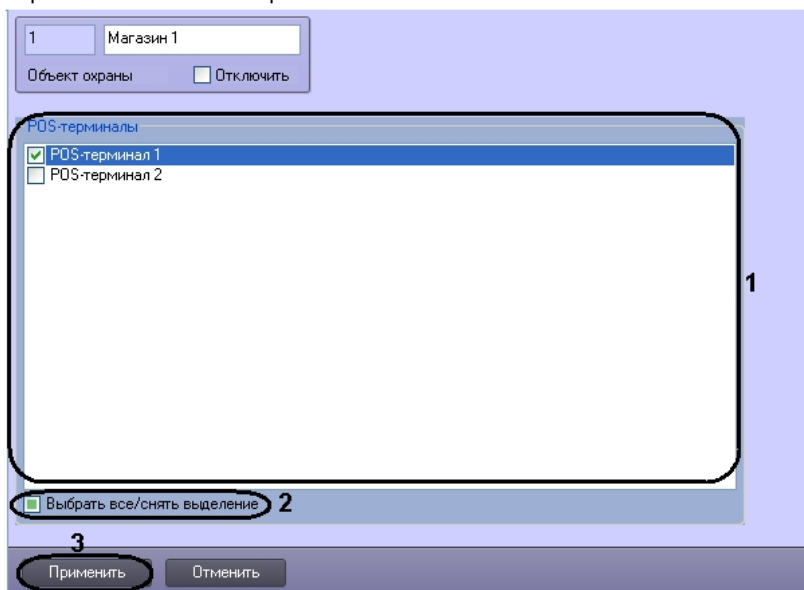 1 Магазин 1
Объект охраны Отключить
POS-терминалы
POS-терминал 1
POS-терминал 2
1
Выбрать все/снять выделение 2
3
Применить Отменить